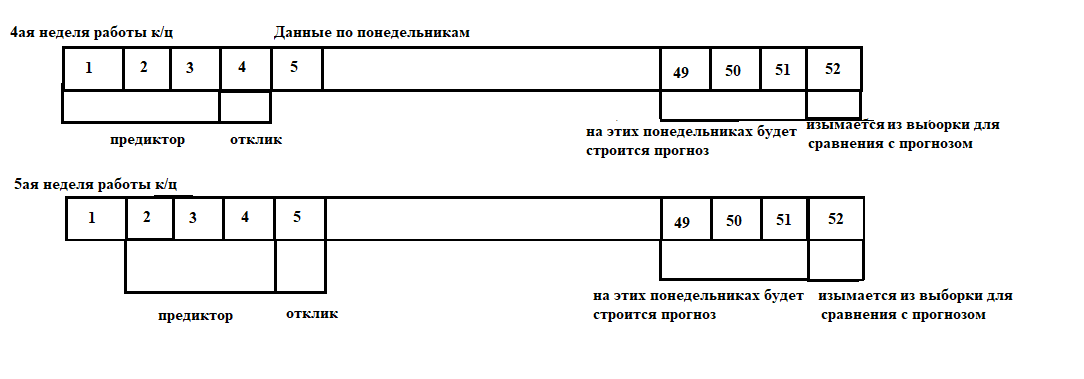 4ая неделя работы к/ц Данные по понедельникам
1 2 3 4 5 49 50 51 52
предиктор отклик
на этих понедельниках будет
строится прогноз
изымается из выборки для
сравнения с прогнозом
5ая неделя работы к/ц
1 2 3 4 5 49 50 51 52
предиктор отклик
на этих понедельниках будет
строится прогноз
изымается из выборки для
сравнения с прогнозом